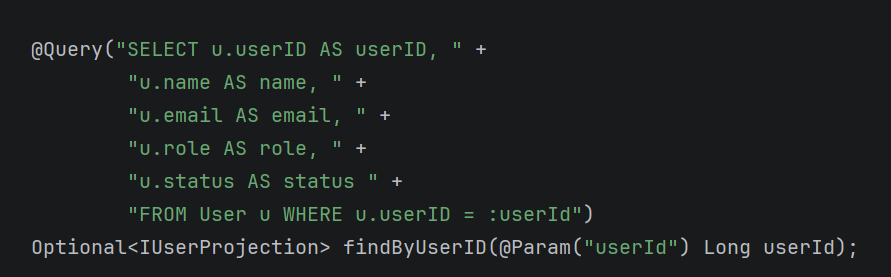 @Query("SELECT u.userID AS userID, " +
"u.name AS name, " +
"u.email AS email, " +
"u.role AS role, " +
"u.status AS status " +
"FROM User u WHERE u.userID = :userId")
Optional<IUserProjection> findByUserID(@Param("userId") Long userId);